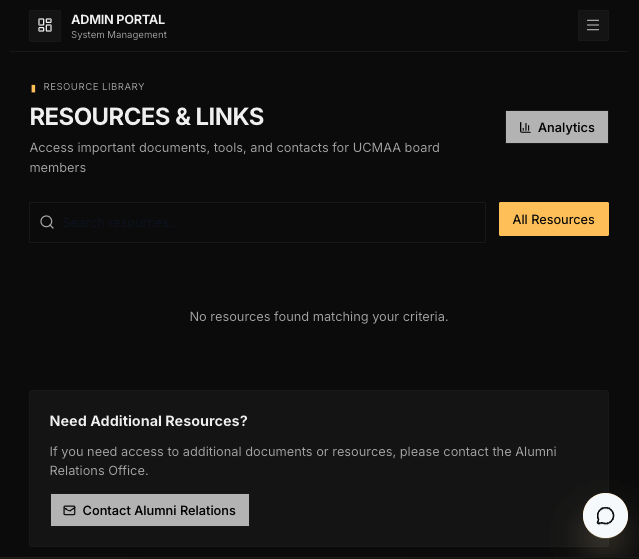 ADMIN PORTAL
System Management
RESOURCE LIBRARY
RESOURCES & LINKS
Analytics
Access important documents, tools, and contacts for UCMAA board
members
Search resources...
All Resources
No resources found matching your criteria.
Need Additional Resources?
If you need access to additional documents or resources, please contact the Alumni
Relations Office.
Contact Alumni Relations